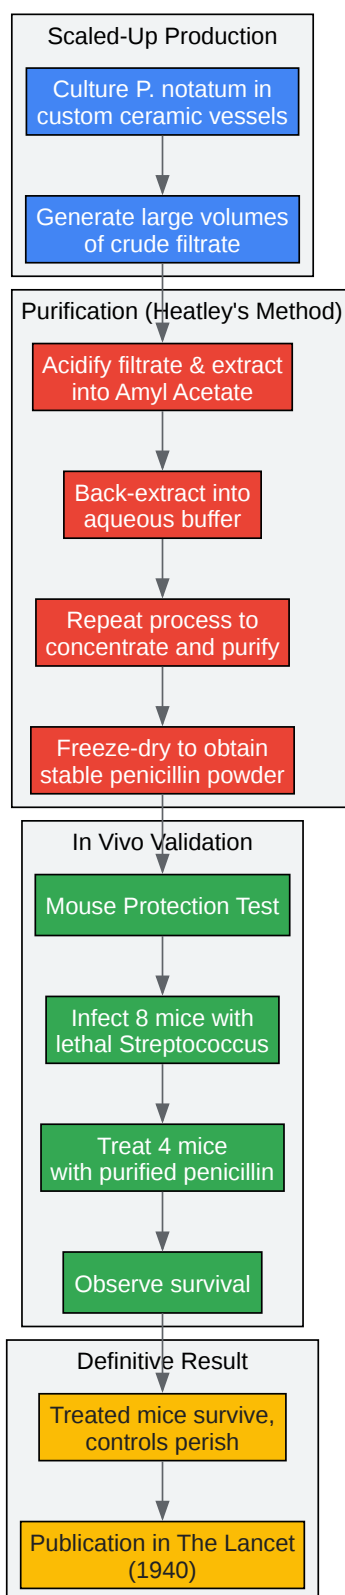 Scaled-Up Production
Culture P. notatum in
custom ceramic vessels
Generate large volumes
of crude filtrate
Purification (Heatley's Method)
Acidify filtrate & extract
into Amyl Acetate
Back-extract into
aqueous buffer
Repeat process to
concentrate and purify
Freeze-dry to obtain
stable penicillin powder
In Vivo Validation
Mouse Protection Test
Infect 8 mice with
lethal Streptococcus
Treat 4 mice
with purified penicillin
Observe survival
Definitive Result
Treated mice survive,
controls perish
Publication in The Lancet
(1940)